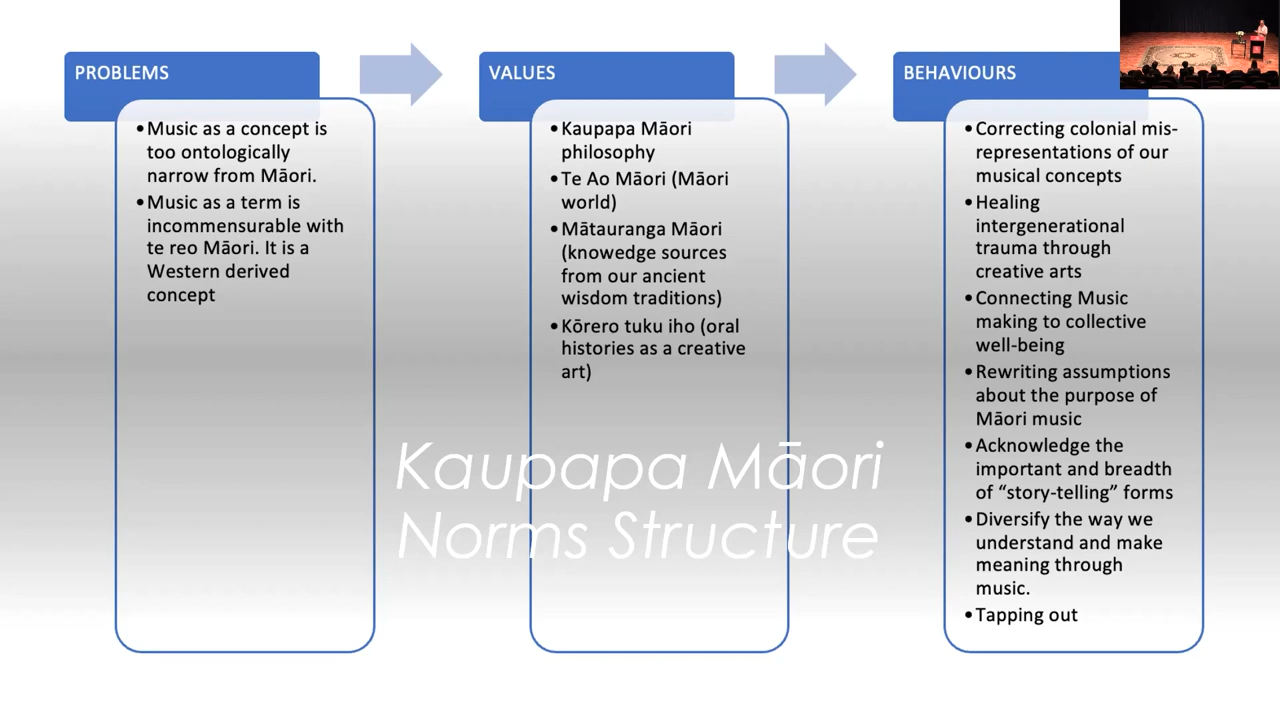 PROBLEMS
•Music as a concept is
too ontologically
narrow from Māori.
•Music as a term is
incommensurable with
te reo Māori. It is a
Western derived
concept
VALUES
•Kaupapa Māori
philosophy
•Te Ao Māori (Māori
world)
•Mātauranga Māori
(knowedge sources
from our ancient
wisdom traditions)
•Kōrero tuku iho (oral
histories as a creative
art)
BEHAVIOURS
•Correcting colonial mis-
representations of our
musical concepts
•Healing
intergenerational
trauma through
creative arts
•Connecting Music
making to collective
well-being
•Rewriting assumptions
about the purpose of
Māori music
•Acknowledge the
important and breadth
of “story-telling” forms
•Diversify the way we
understand and make
meaning through
music.
•Tapping out
Kaupapa Māori
Norms Structure